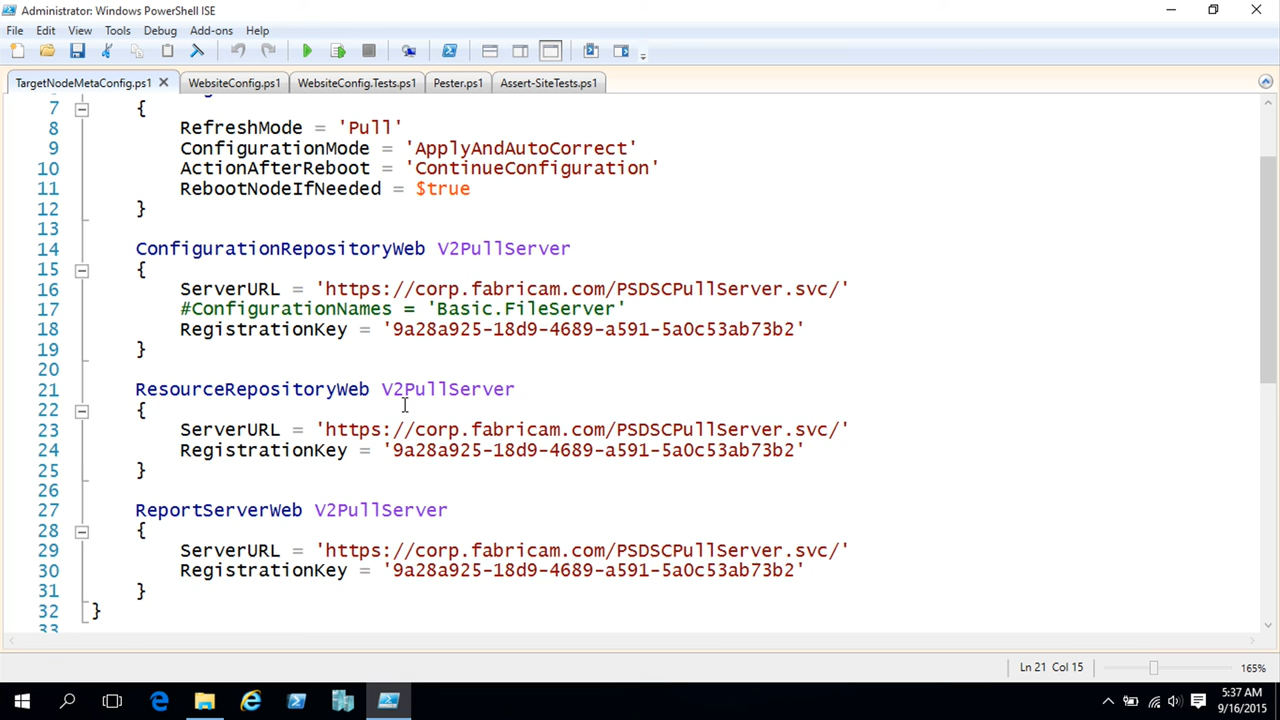 Administrator: Windows PowerShell ISE
File Edit View Tools Debug Add-ons Help
TargetNodeMetaConfig.ps1 WebsiteConfig.ps1 WebsiteConfig.Tests.ps1 Pester.ps1 Assert-SiteTests.ps1
7 {
8 RefreshMode = 'Pull'
9 ConfigurationMode = 'ApplyAndAutoCorrect'
10 ActionAfterReboot = 'ContinueConfiguration'
11 RebootNodeIfNeeded = $true
12 }
13
14 ConfigurationRepositoryWeb V2PullServer
15 {
16 ServerURL = 'https://corp.fabricam.com/PSDSCPullServer.svc/'
17 #ConfigurationNames = 'Basic.FileServer'
18 RegistrationKey = '9a28a925-18d9-4689-a591-5a0c53ab73b2'
19 }
20
21 ResourceRepositoryWeb V2PullServer
22 {
23 ServerURL = 'https://corp.fabricam.com/PSDSCPullServer.svc/'
24 RegistrationKey = '9a28a925-18d9-4689-a591-5a0c53ab73b2'
25 }
26
27 ReportServerWeb V2PullServer
28 {
29 ServerURL = 'https://corp.fabricam.com/PSDSCPullServer.svc/'
30 RegistrationKey = '9a28a925-18d9-4689-a591-5a0c53ab73b2'
31 }
32 }
33
Ln 21 Col 15 165%
5:37 AM
9/16/2015